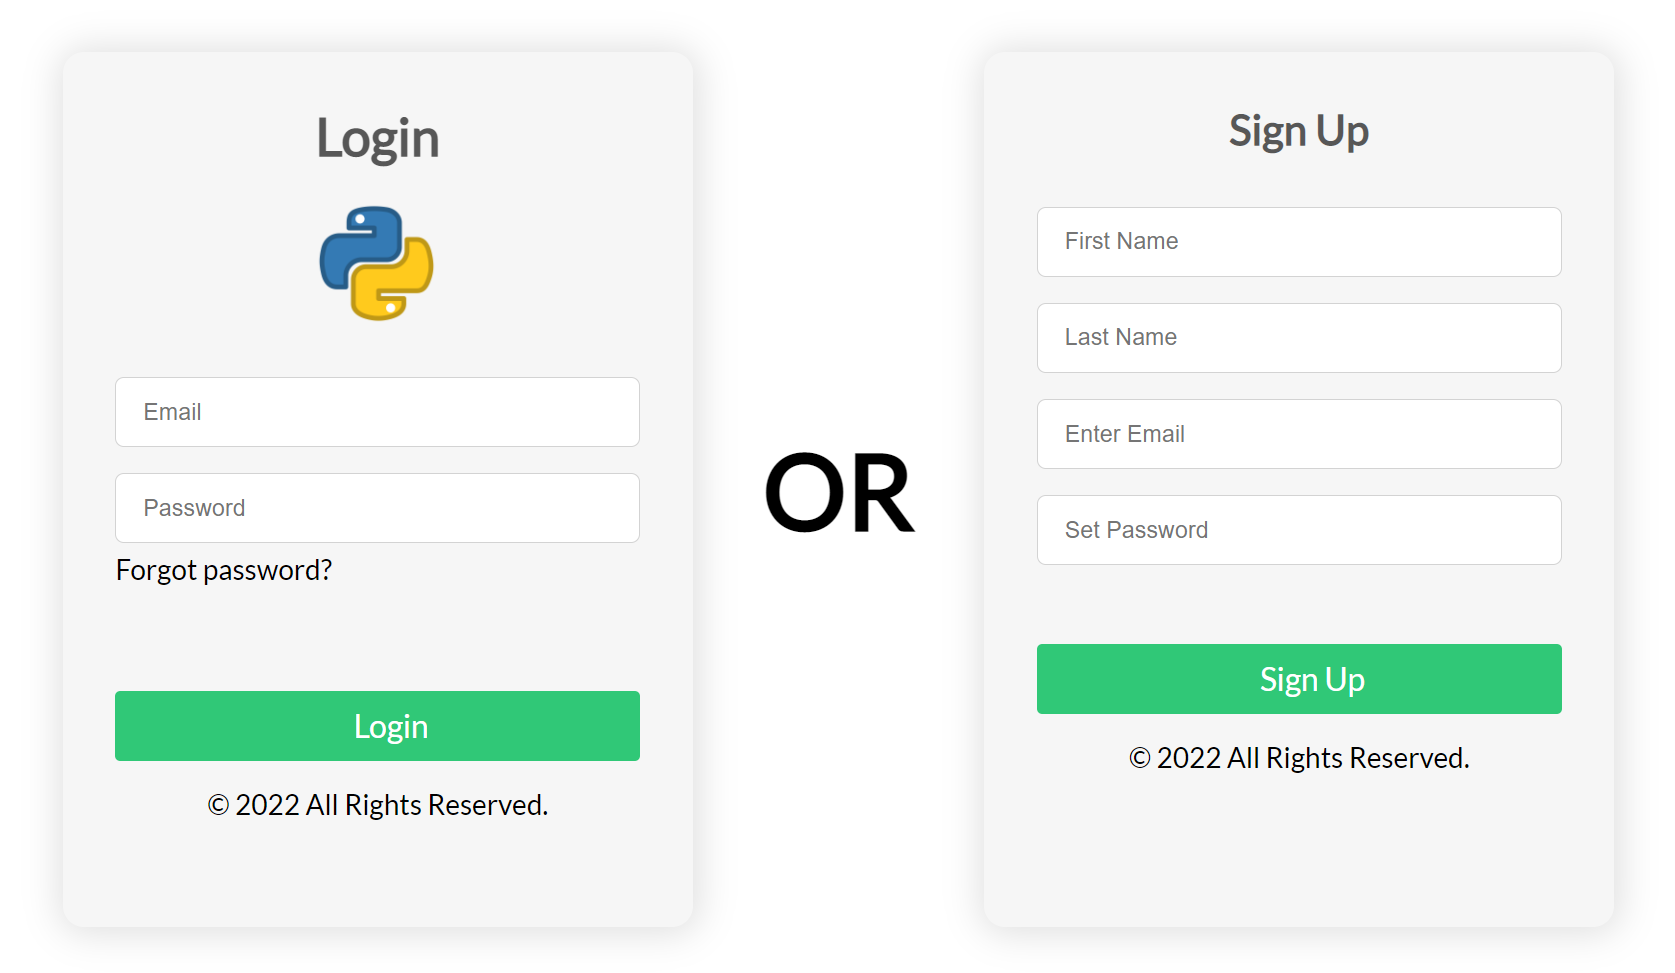 Login
Email
Password
Forgot password?
Login
© 2022 All Rights Reserved.
OR
Sign Up
First Name
Last Name
Enter Email
Set Password
Sign Up
© 2022 All Rights Reserved.